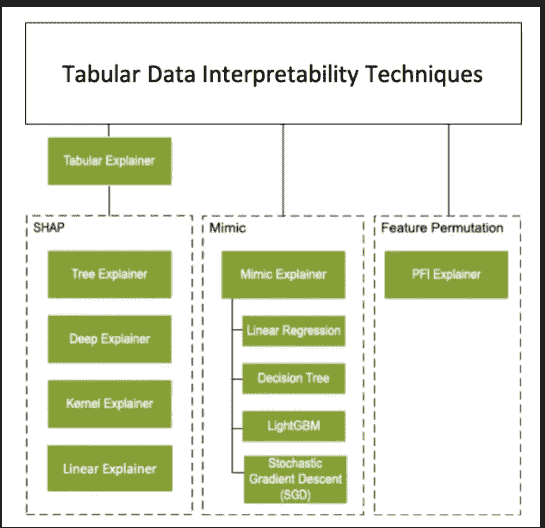 Tabular Data Interpretability Techniques
Tabular Explainer
SHAP
Tree Explainer
Deep Explainer
Kernel Explainer
Linear Explainer
Mimic
Mimic Explainer
Linear Regression
Decision Tree
LightGBM
Stochastic
Gradient Descent
(SGD)
Feature Permutation
PFI Explainer